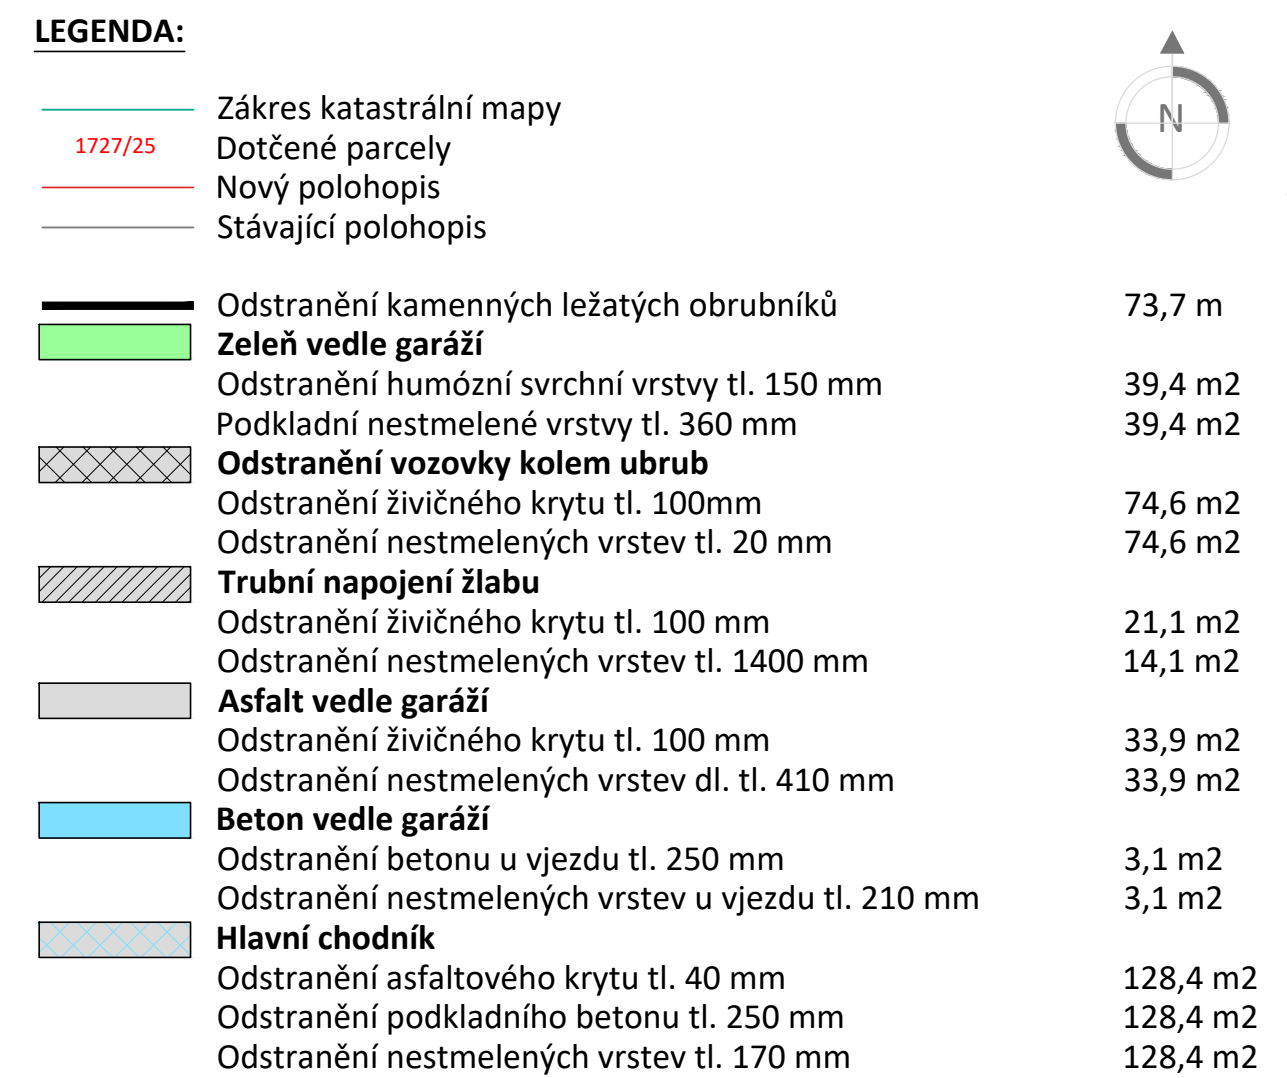 LEGENDA:
N
Zákres katastrální mapy
1727/25 Dotčené parcely
Nový polohopis
Stávající polohopis
Odstranění kamenných ležatých obrubníků 73,7 m
Zeleň vedle garáží
Odstranění humózní svrchní vrstvy tl. 150 mm 39,4 m2
Podkladní nestmelené vrstvy tl. 360 mm 39,4 m2
Odstranění vozovky kolem ubrub
Odstranění živičného krytu tl. 100mm 74,6 m2
Odstranění nestmelených vrstev tl. 20 mm 74,6 m2
Trubní napojení žlabu
Odstranění živičného krytu tl. 100 mm 21,1 m2
Odstranění nestmelených vrstev tl. 1400 mm 14,1 m2
Asfalt vedle garáží
Odstranění živičného krytu tl. 100 mm 33,9 m2
Odstranění nestmelených vrstev dl. tl. 410 mm 33,9 m2
Beton vedle garáží
Odstranění betonu u vjezdu tl. 250 mm 3,1 m2
Odstranění nestmelených vrstev u vjezdu tl. 210 mm 3,1 m2
Hlavní chodník
Odstranění asfaltového krytu tl. 40 mm 128,4 m2
Odstranění podkladního betonu tl. 250 mm 128,4 m2
Odstranění nestmelených vrstev tl. 170 mm 128,4 m2